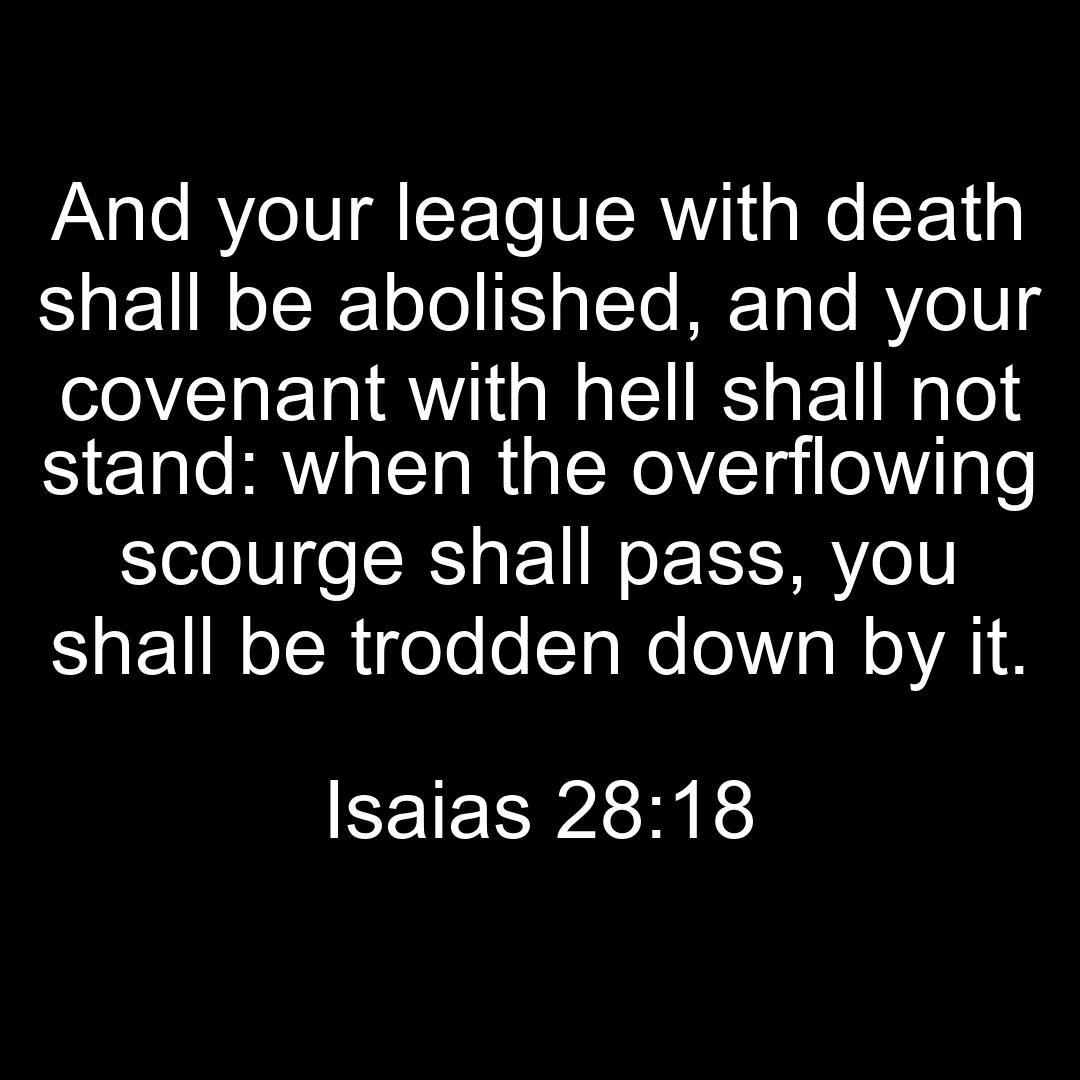 And your league with death
shall be abolished, and your
covenant with hell shall not
stand: when the overflowing
scourge shall pass, you
shall be trodden down by it.
Isaias 28:18